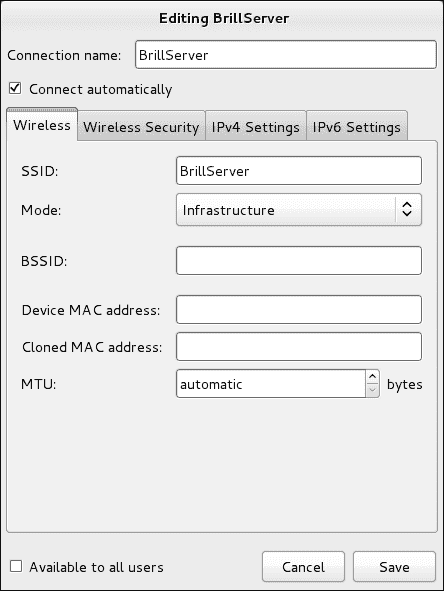 Editing BrillServer
Connection name: BrillServer
Connect automatically
Wireless Wireless Security IPv4 Settings IPv6 Settings
SSID: BrillServer
Mode: Infrastructure
BSSID:
Device MAC address:
Cloned MAC address:
MTU: automatic bytes
Available to all users Cancel Save